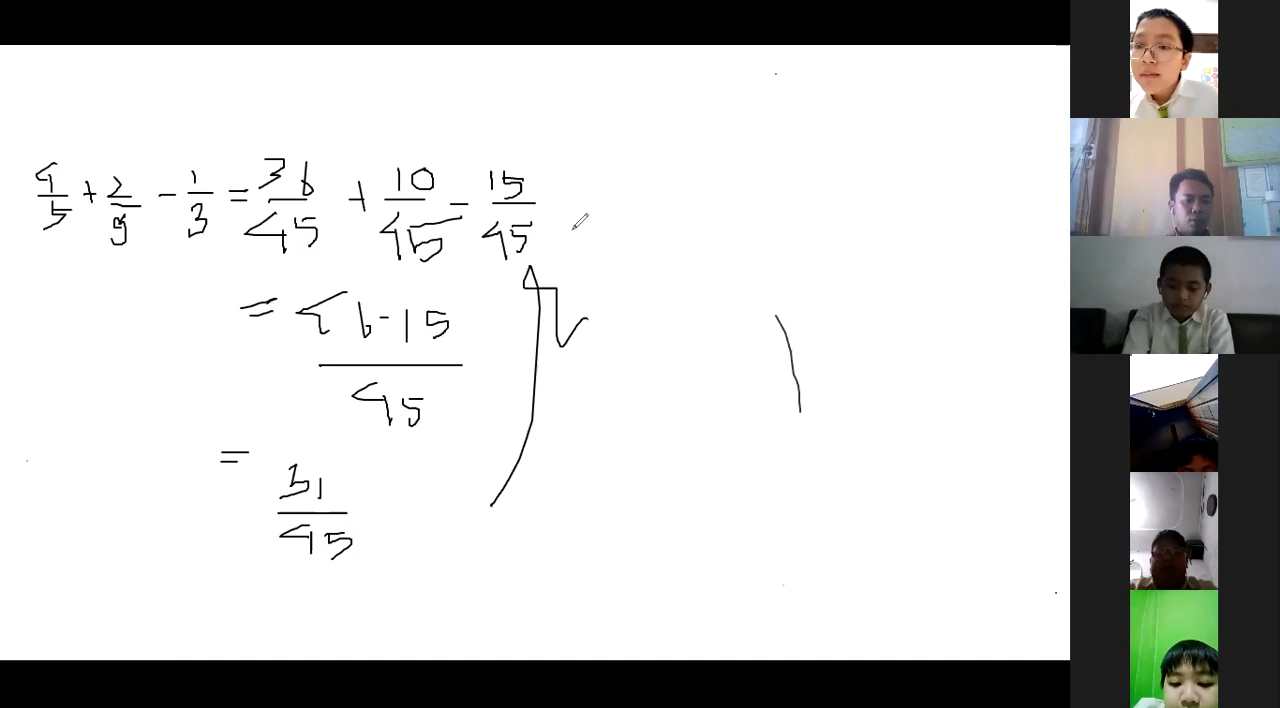 4/5 + 2/9 - 1/3 = 36/45 + 10/45 - 15/45
= 46-15/45
= 31/45